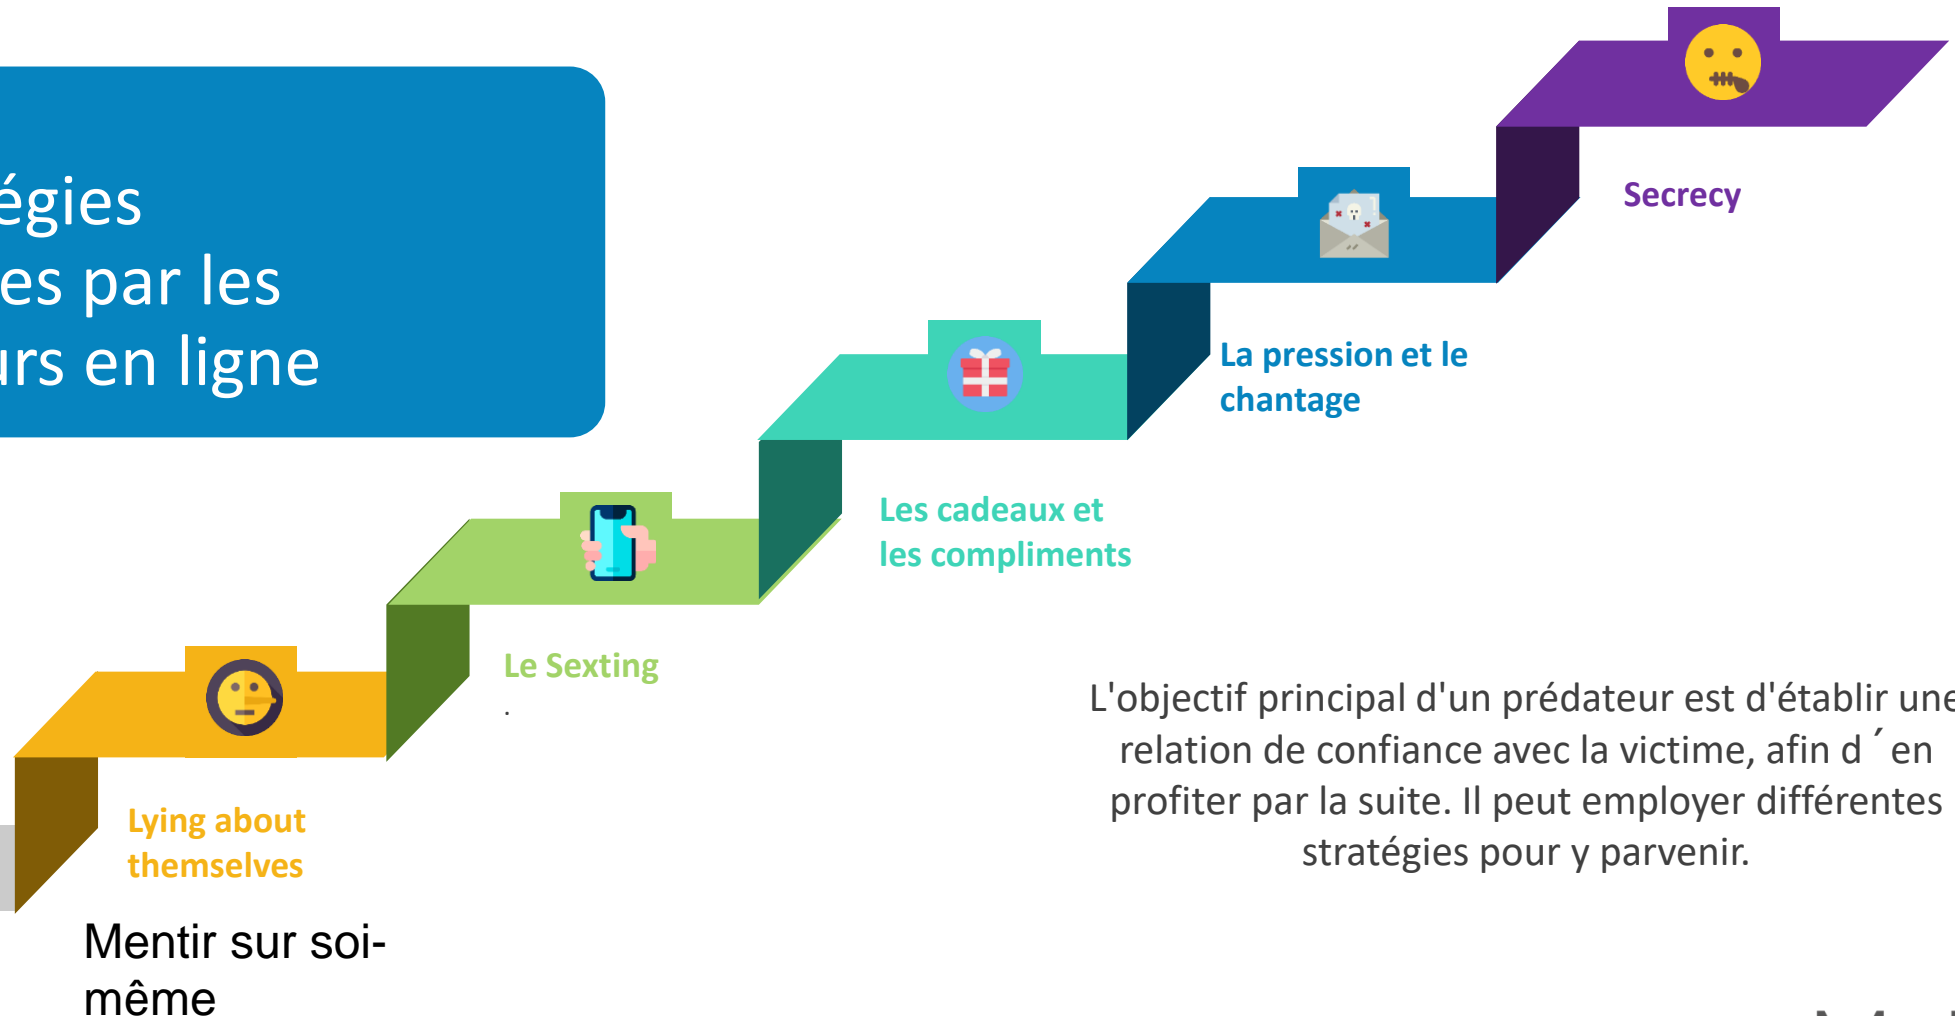 égies
es par les
urs en ligne
Secrecy
La pression et le
chantage
Les cadeaux et
les compliments
Le Sexting
.
Lying about
themselves
Mentir sur soi-
même
L'objectif principal d'un prédateur est d'établir une
relation de confiance avec la victime, afin d ´ en
profiter par la suite. Il peut employer différentes
stratégies pour y parvenir.